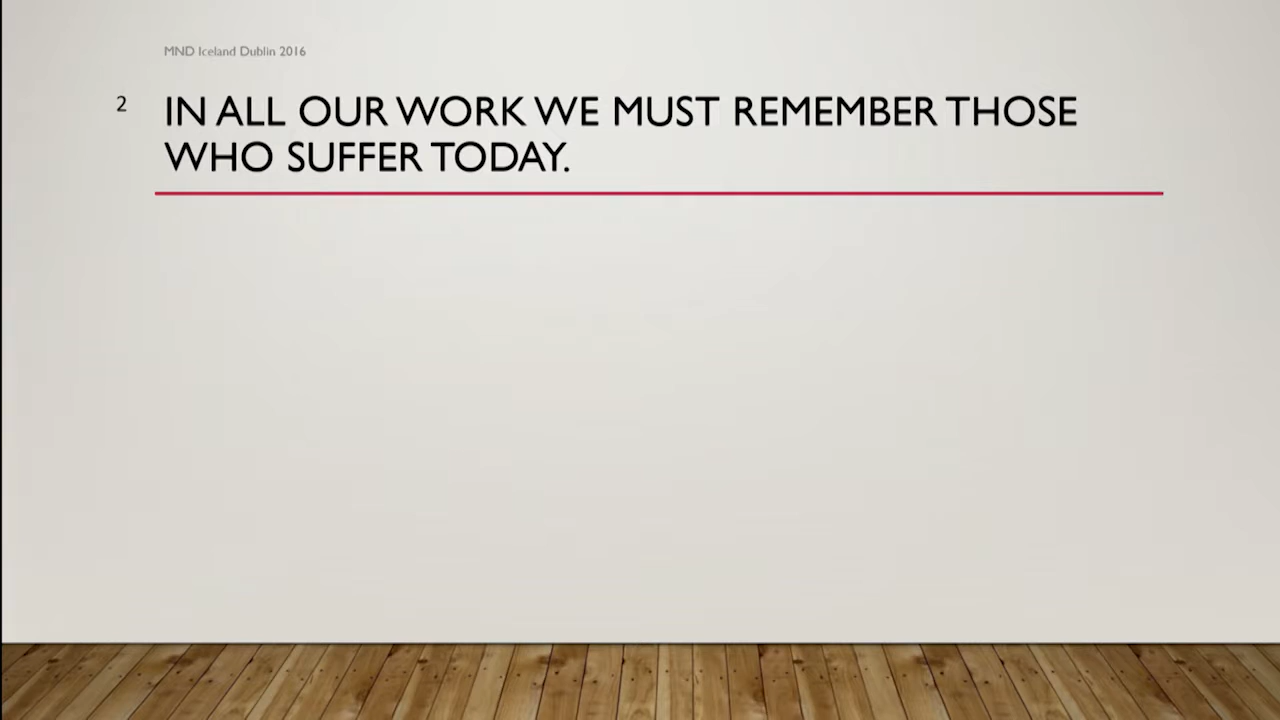 MND Iceland Dublin 2016
2
IN ALL OUR WORK WE MUST REMEMBER THOSE
WHO SUFFER TODAY.